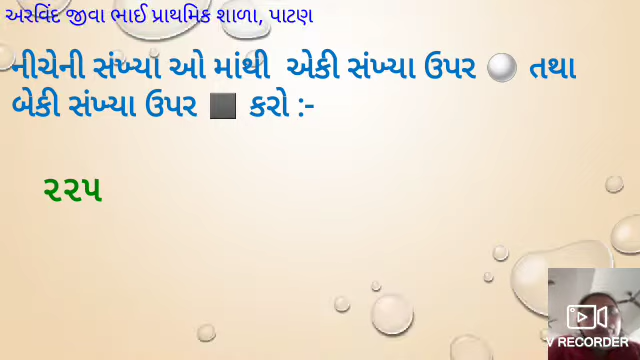 અરવિંદ જીવા ભાઈ પ્રાથમિક શાળા, પાટણ
નીચેની સંખ્યા ઓ માંથી એકી સંખ્યા ઉપર ⚪ તથા
બેકી સંખ્યા ઉપર ⬛ કરો :-
૨૨૫
V RECORDER